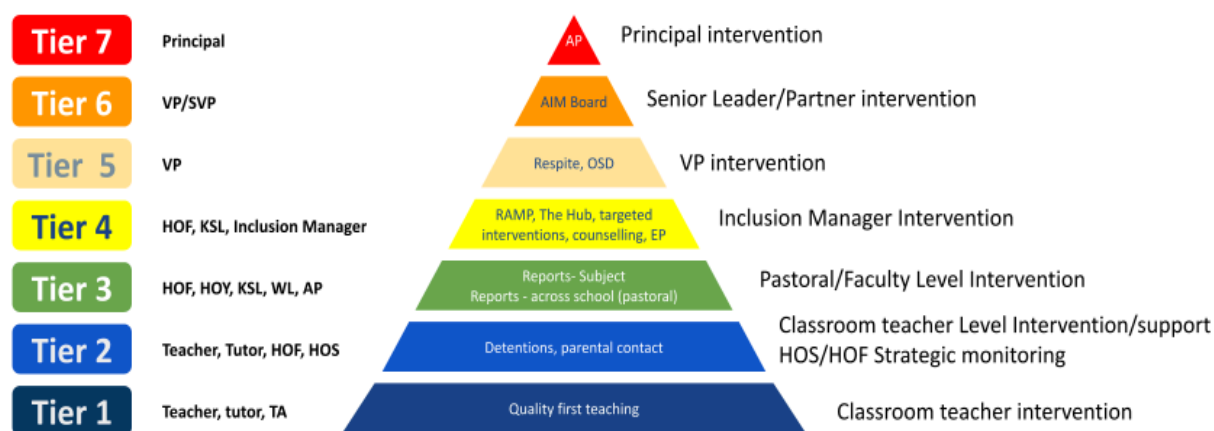 Tier 7
Principal
AP
Principal intervention
Tier 6
VP/SVP
AIM Board
Senior Leader/Partner intervention
Tier 5
VP
Respite, OSD
VP intervention
Tier 4
HOF, KSL, Inclusion Manager
RAMP, The Hub, targeted
interventions, counselling, EP
Inclusion Manager Intervention
Tier 3
HOF, HOY, KSL, WL, AP
Reports- Subject
Reports - across school (pastoral)
Pastoral/Faculty Level Intervention
Tier 2
Teacher, Tutor, HOF, HOS
Detentions, parental contact
Classroom teacher Level Intervention/support
HOS/HOF Strategic monitoring
Tier 1
Teacher, tutor, TA
Quality first teaching
Classroom teacher intervention